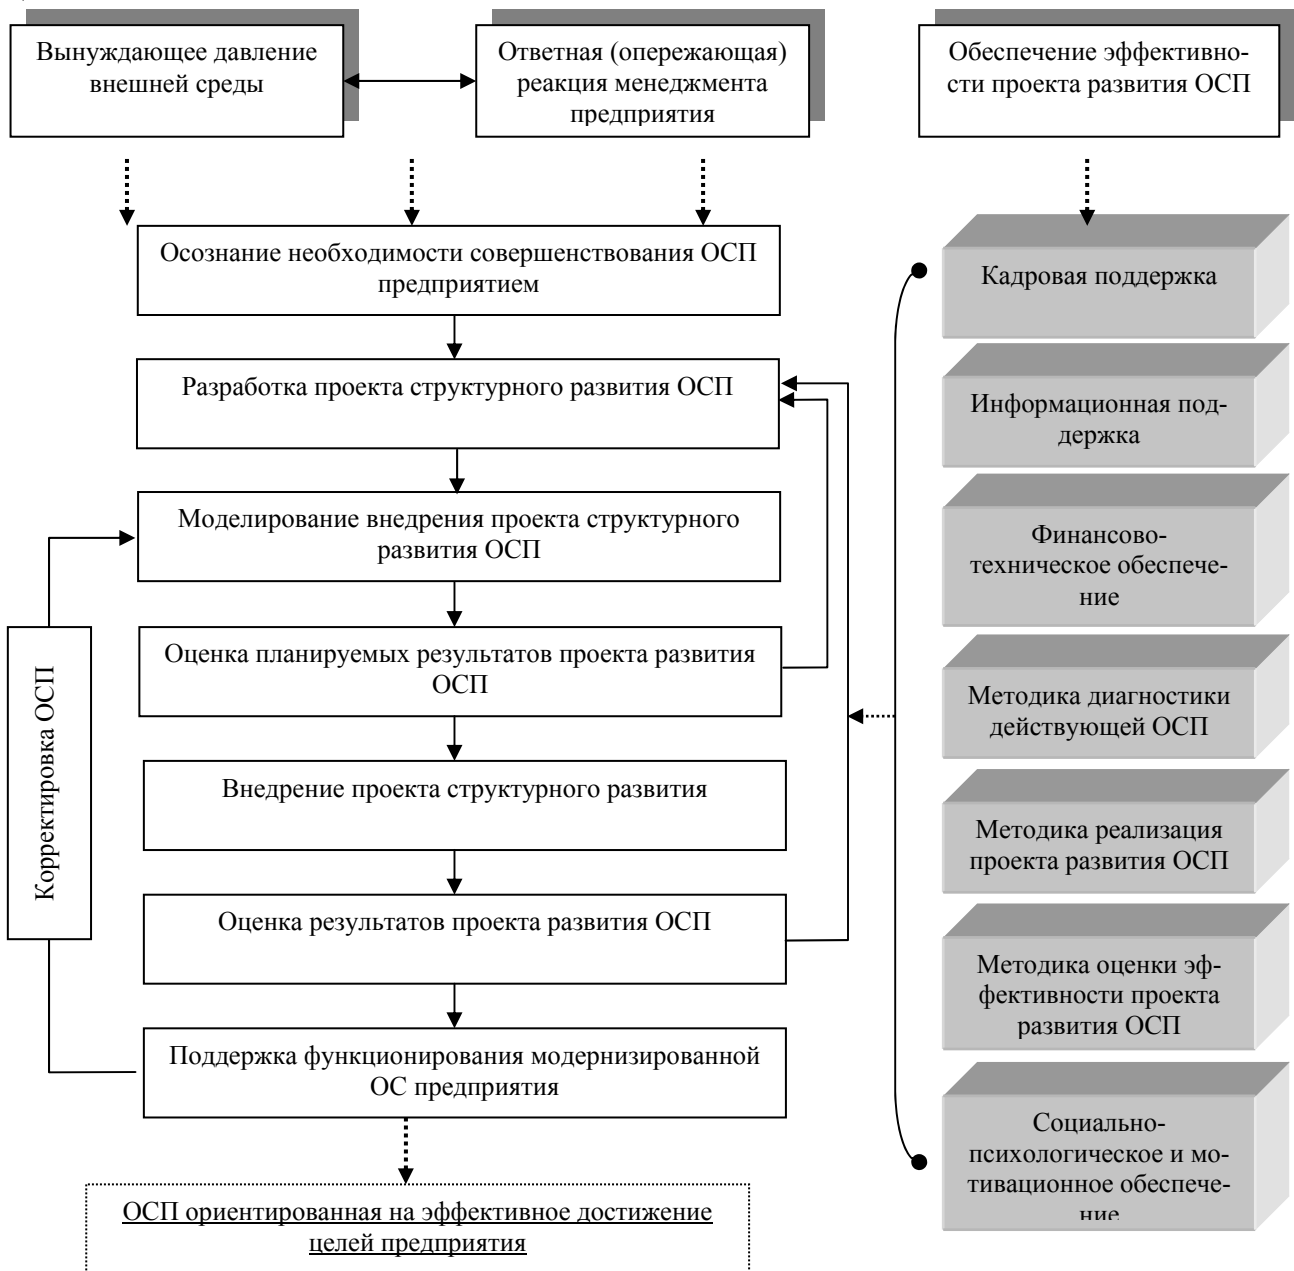 Вынуждающее давление
внешней среды
Ответная (опережающая)
реакция менеджмента
предприятия
Обеспечение эффективно-
сти проекта развития ОСП
Осознание необходимости совершенствования ОСП
предприятием
Разработка проекта структурного развития ОСП
Моделирование внедрения проекта структурного
развития ОСП
Оценка планируемых результатов проекта развития
ОСП
Внедрение проекта структурного развития
Оценка результатов проекта развития ОСП
Поддержка функционирования модернизированной
ОС предприятия
ОСП ориентированная на эффективное достижение
целей предприятия
Корректировка ОСП
Кадровая поддержка
Информационная под-
держка
Финансово-
техническое обеспече-
ние
Методика диагностики
действующей ОСП
Методика реализация
проекта развития ОСП
Методика оценки эф-
фективности проекта
развития ОСП
Социально-
психологическое и мо-
тивационное обеспече-
ние